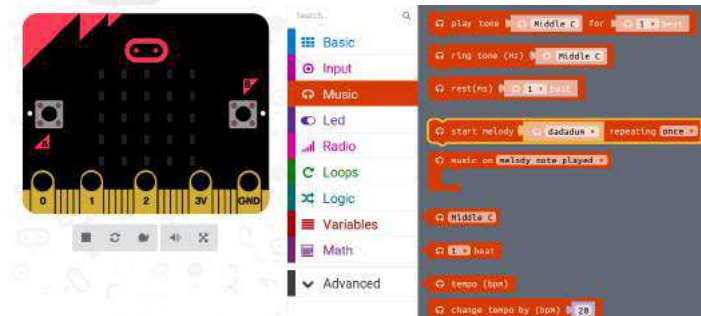 A
B
0 1 2 3V GND
Search...
Basic
Input
Music
Led
Radio
Loops
Logic
Variables
Math
Advanced
play tone Middle C for 1 beat
ring tone (Hz) Middle C
rest(ms) 1 beat
start melody dadadum repeating once
music on melody note played
Middle C
1 beat
tempo (bpm)
change tempo by (bpm) 20